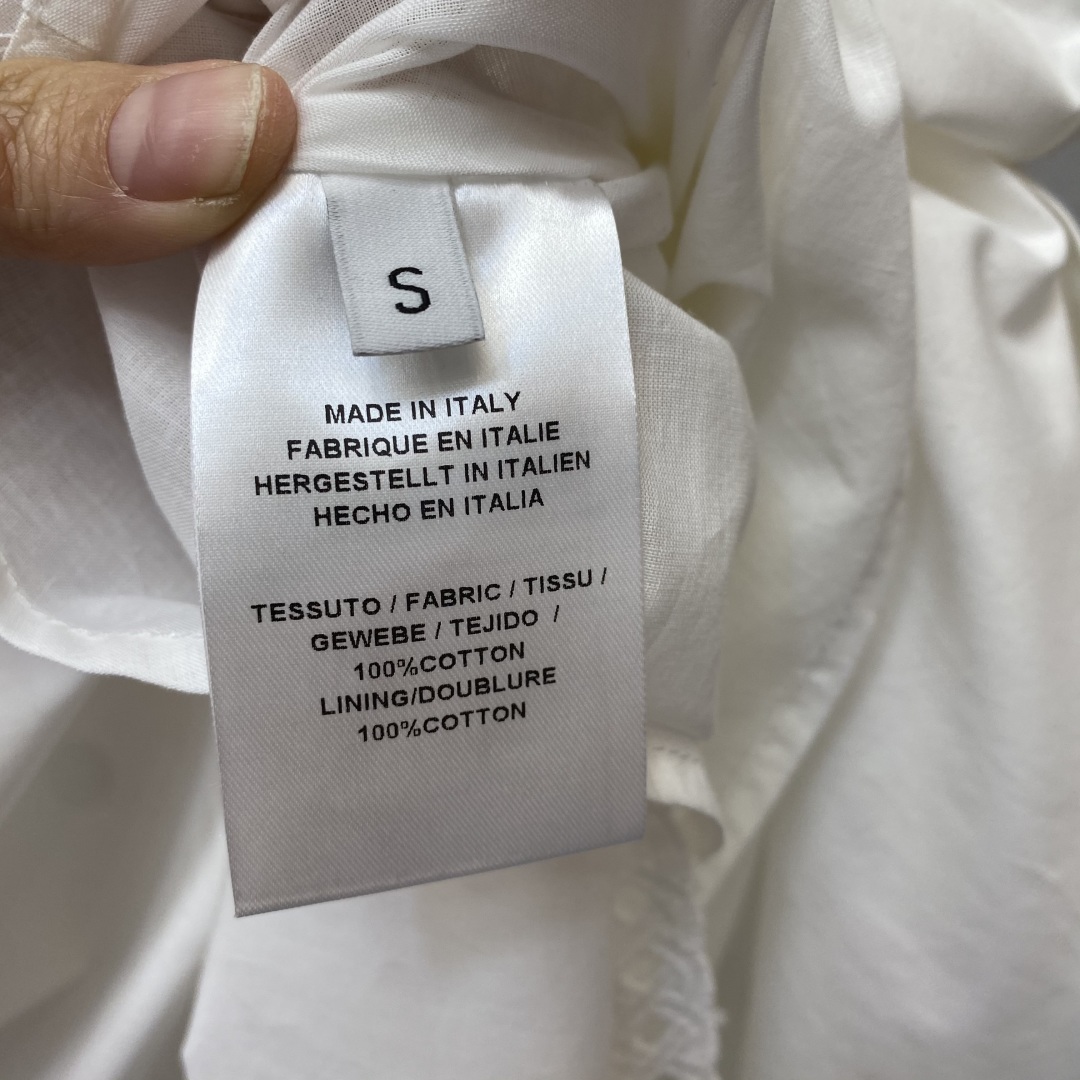 S
MADE IN ITALY
FABRIQUE EN ITALIE
HERGESTELLT IN ITALIEN
HECHO EN ITALIA
TESSUTO / FABRIC / TISSU /
GEWEBE / TEJIDO /
100%COTTON
LINING/DOUBLURE
100%COTTON